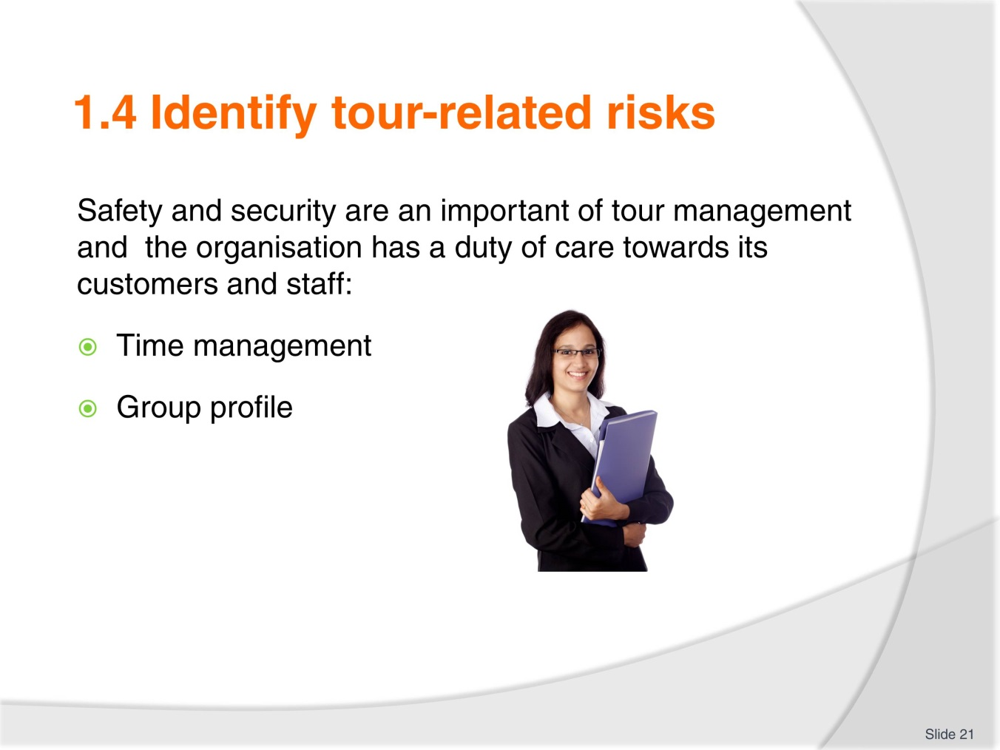 1.4 Identify tour-related risks
Safety and security are an important of tour management
and  the organisation has a duty of care towards its
customers and staff:
Time management
Group profile
Slide 21